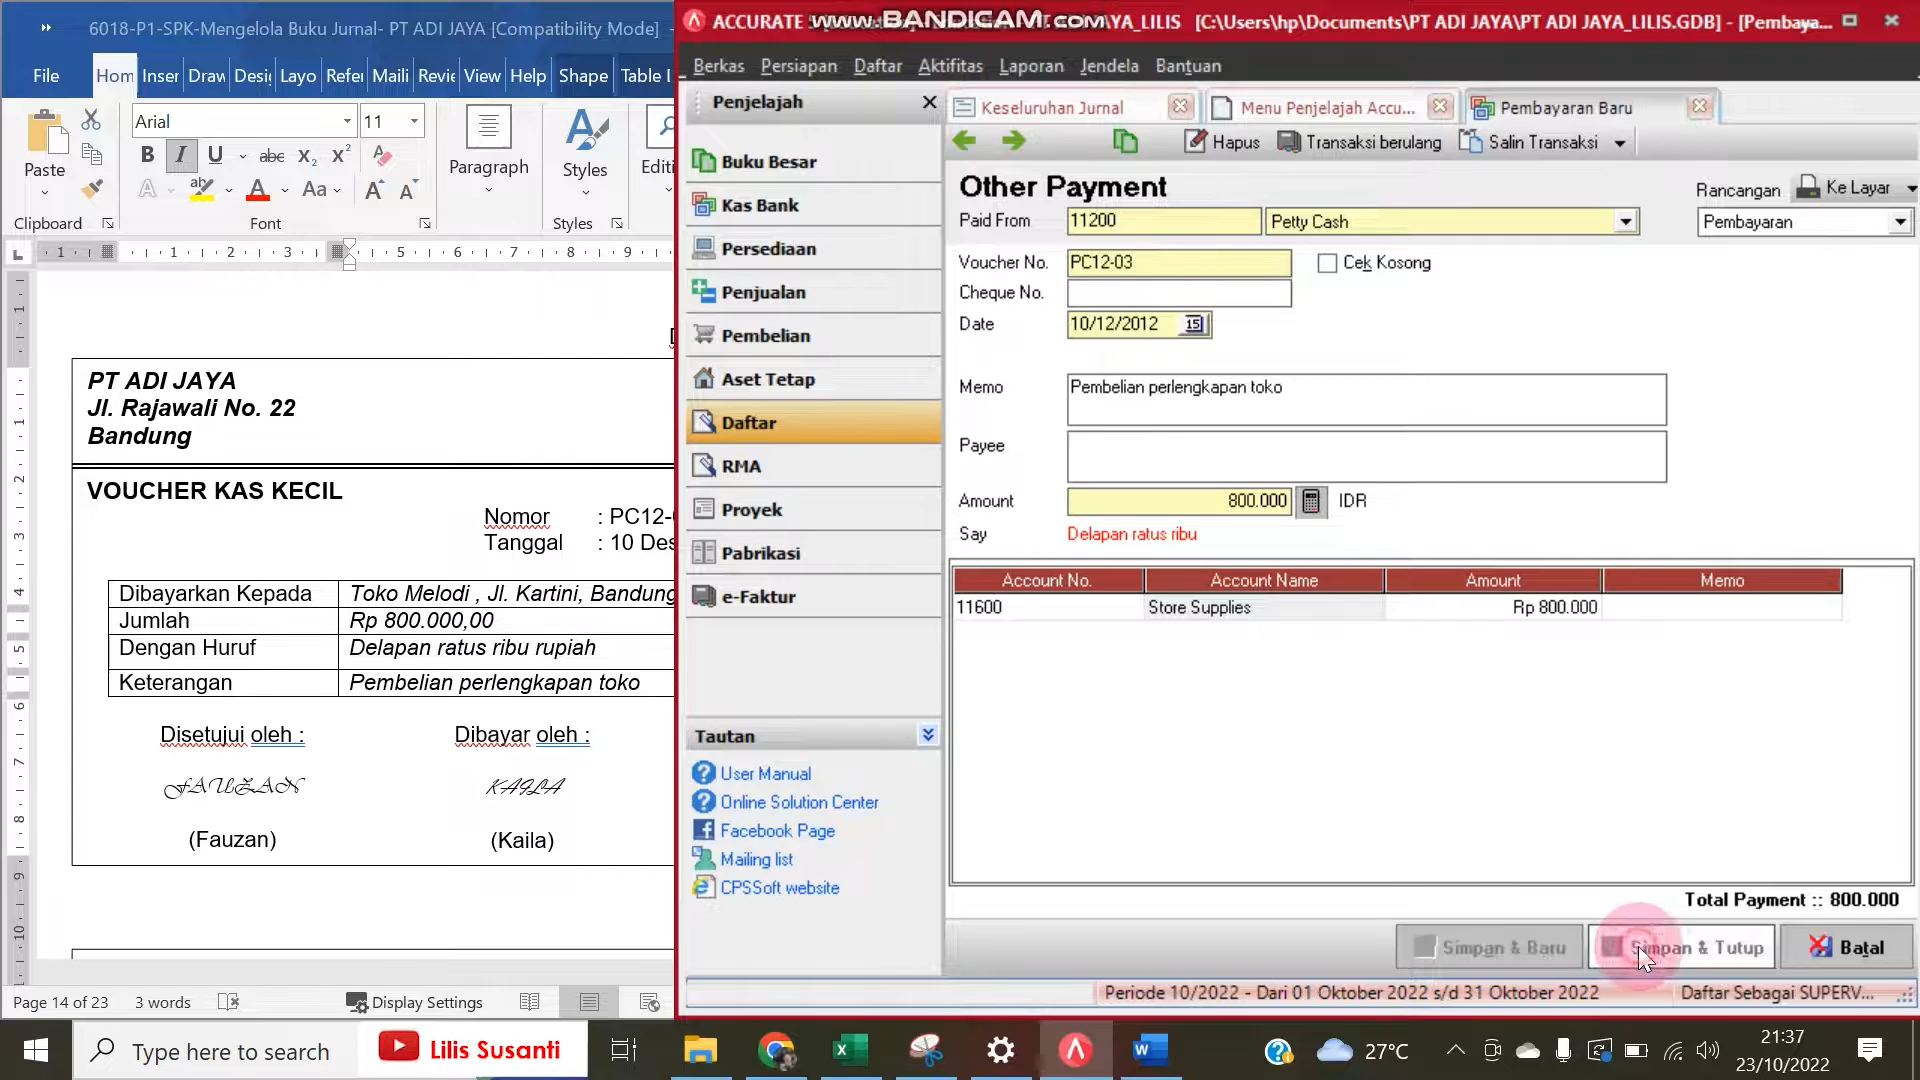 6018-P1-SPK-Mengelola Buku Jurnal- PT ADI JAYA [Compatibility Mode] -
File Hom Inser Draw Desig Layo Refer Maili Revie View Help Shape Table
Arial 11
Paste
Paragraph
Styles
Clipboard Font Styles
PT ADI JAYA
Jl. Rajawali No. 22
Bandung
VOUCHER KAS KECIL
Nomor : PC12-
Tanggal : 10 Des
Dibayarkan Kepada Toko Melodi , Jl. Kartini, Bandung
Jumlah Rp 800.000,00
Dengan Huruf Delapan ratus ribu rupiah
Keterangan Pembelian perlengkapan toko
Disetujui oleh : Dibayar oleh :
FAUZAN KAILA
(Fauzan) (Kaila)
Page 14 of 23 3 words Display Settings
ACCURATE www.BANDICAM.com AYA_LILIS [C:\Users\hp\Documents\PT ADI JAYA\PT ADI JAYA_LILIS.GDB] - [Pembaya...
Berkas Persiapan Daftar Aktifitas Laporan Jendela Bantuan
Penjelajah
Buku Besar
Kas Bank
Persediaan
Penjualan
Pembelian
Aset Tetap
Daftar
RMA
Proyek
Pabrikasi
e-Faktur
Tautan
User Manual
Online Solution Center
Facebook Page
Mailing list
CPSSoft website
Keseluruhan Jurnal Menu Penjelajah Accu... Pembayaran Baru
Hapus Transaksi berulang Salin Transaksi
Other Payment
Rancangan Ke Layar
Paid From 11200 Petty Cash Pembayaran
Voucher No. PC12-03 Cek Kosong
Cheque No.
Date 10/12/2012 15
Memo Pembelian perlengkapan toko
Payee
Amount 800.000 IDR
Say Delapan ratus ribu
Account No. Account Name Amount Memo
11600 Store Supplies Rp 800.000
Total Payment :: 800.000
Simpan & Baru Simpan & Tutup Batal
Periode 10/2022 - Dari 01 Oktober 2022 s/d 31 Oktober 2022 Daftar Sebagai SUPERV...
Type here to search
Lilis Susanti
27°C
21:37
23/10/2022